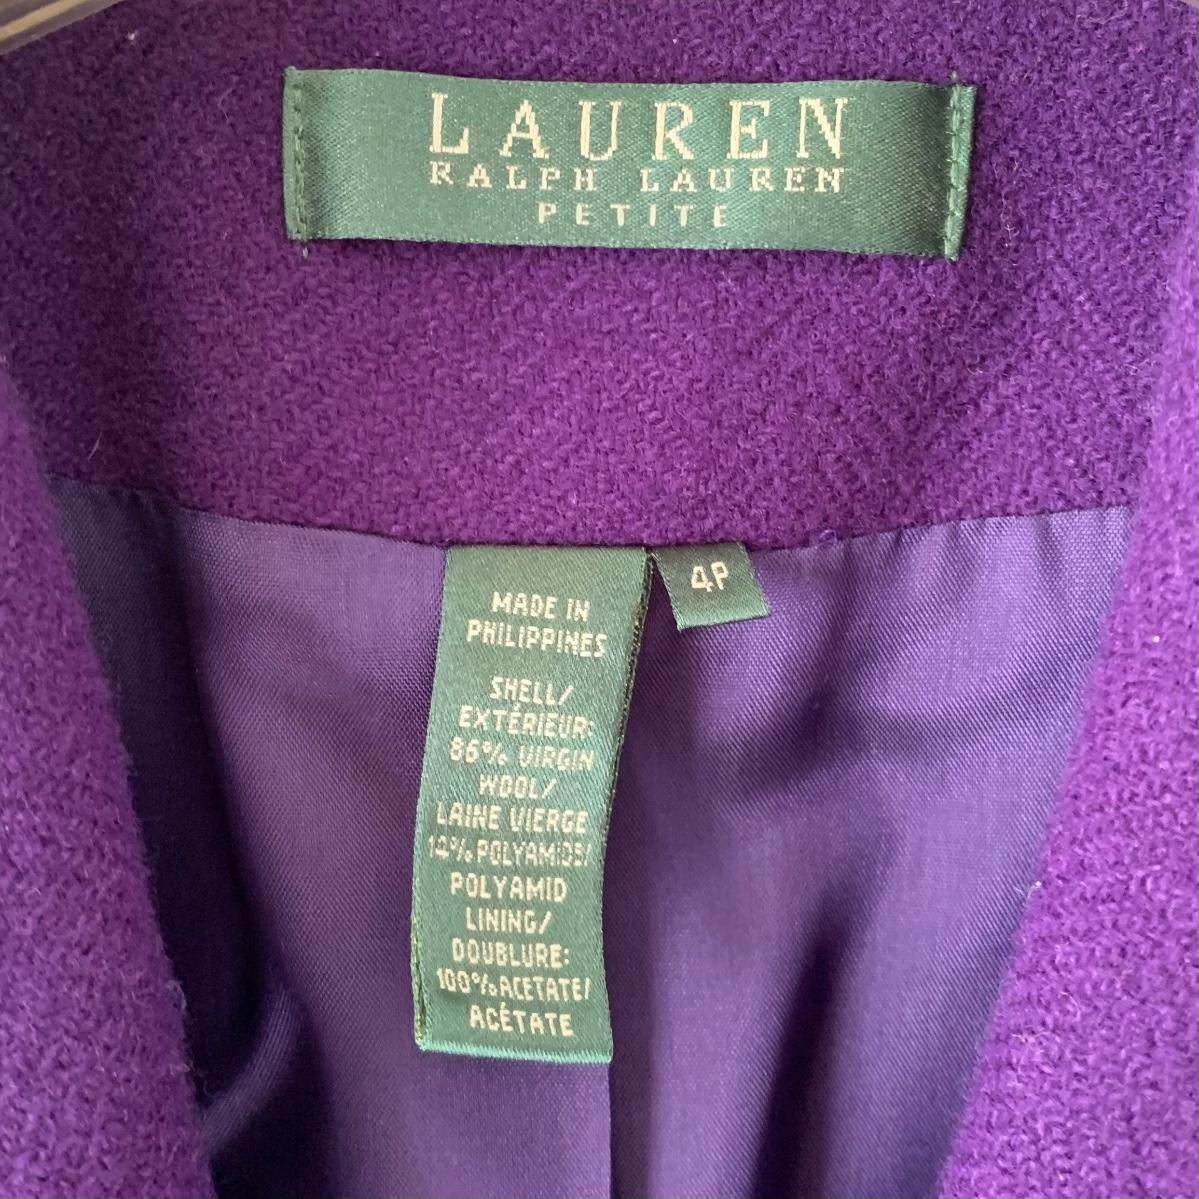 LAUREN
RALPH LAUREN
PETITE
4P
MADE IN
PHILIPPINES
SHELL/
EXTÉRIEUR:
86% VIRGIN
WOOL/
LAINE VIERGE
14% POLYAMIDE/
POLYAMID
LINING/
DOUBLURE:
100% ACETATE/
ACÉTATE